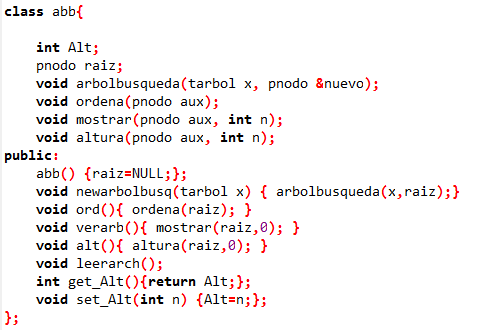 class abb{
int Alt;
pnodo raiz;
void arbolbusqueda(tarbol x, pnodo &nuevo);
void ordena(pnodo aux);
void mostrar(pnodo aux, int n);
void altura(pnodo aux, int n);
public:
abb() {raiz=NULL;};
void newarbolbusq(tarbol x) { arbolbusqueda(x,raiz);}
void ord(){ ordena(raiz); }
void verarb(){ mostrar(raiz,0); }
void alt(){ altura(raiz,0); }
void leerarch();
int get_Alt(){return Alt;};
void set_Alt(int n) {Alt=n;};
};